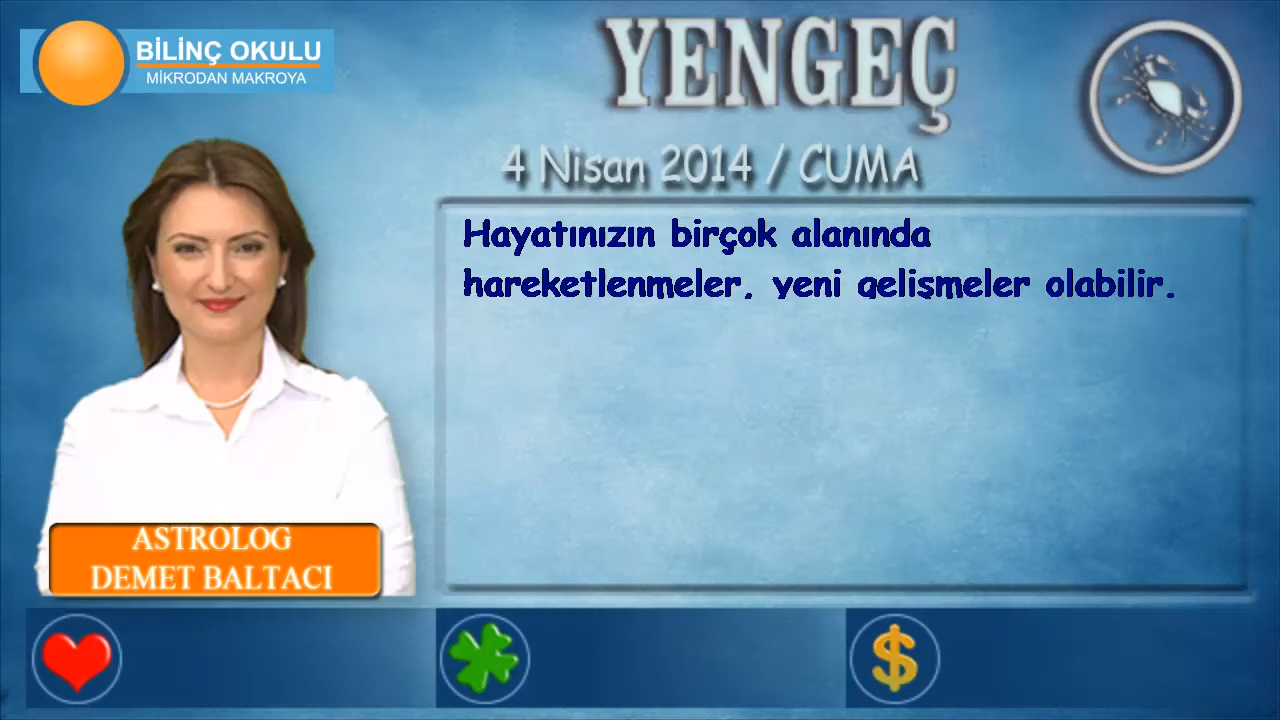 BİLİNÇ OKULU
MİKRODAN MAKROYA
YENGEÇ
4 Nisan 2014 / CUMA
Hayatınızın birçok alanında
hareketlenmeler, yeni gelişmeler olabilir.
ASTROLOG
DEMET BALTACI